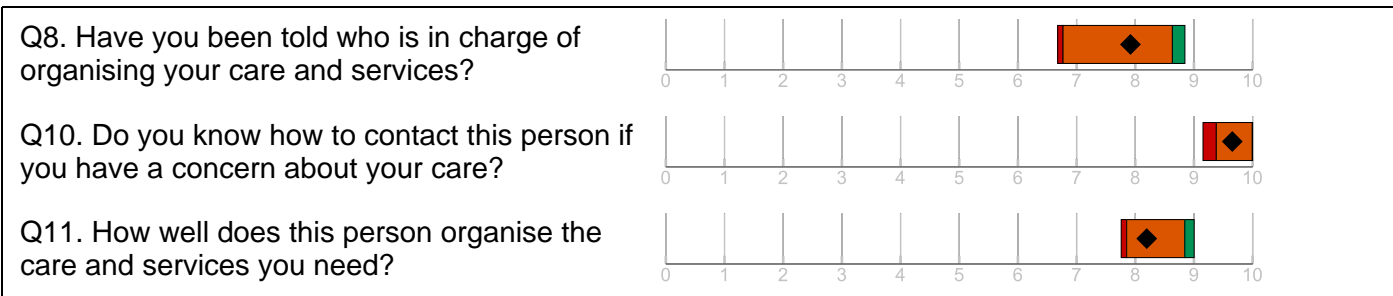 Q8. Have you been told who is in charge of
organising your care and services?
0 1 2 3 4 5 6 7 8 9 10
Q10. Do you know how to contact this person if
you have a concern about your care?
0 1 2 3 4 5 6 7 8 9 10
Q11. How well does this person organise the
care and services you need?
0 1 2 3 4 5 6 7 8 9 10